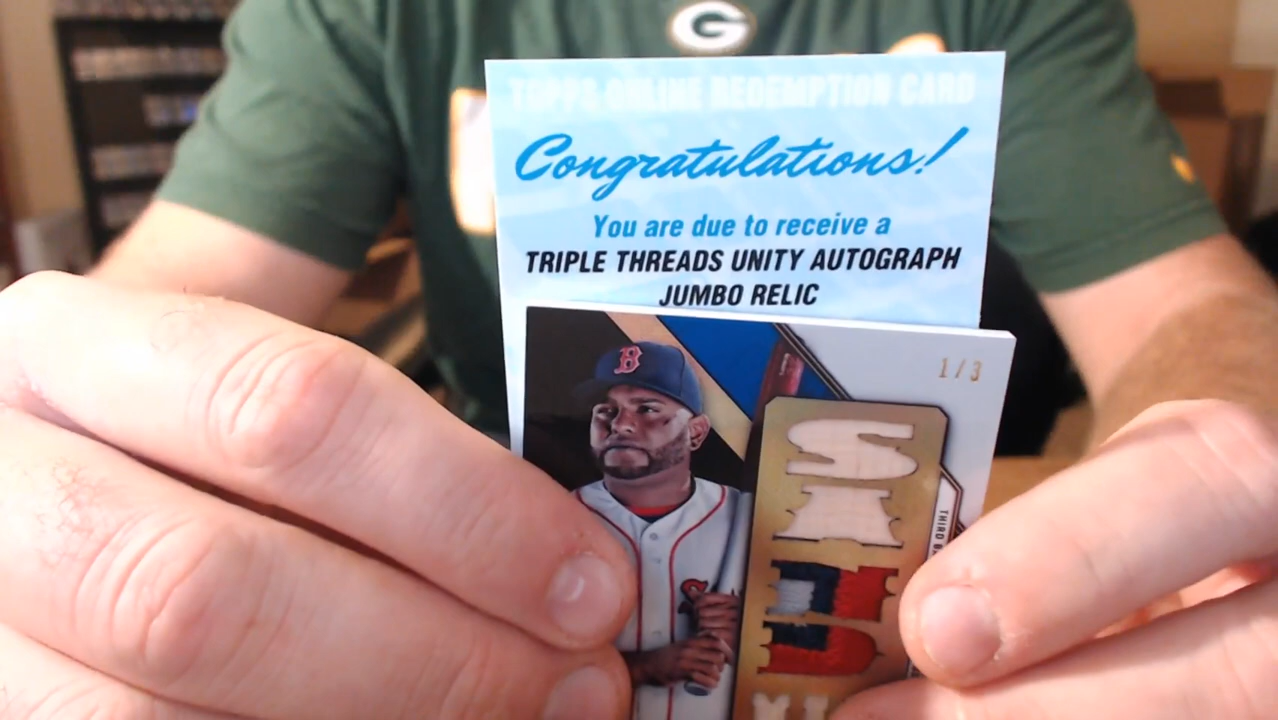 G
TOPPS ONLINE REDEMPTION CARD
Congratulations!
You are due to receive a
TRIPLE THREADS UNITY AUTOGRAPH
JUMBO RELIC
1/3
B
THIRD